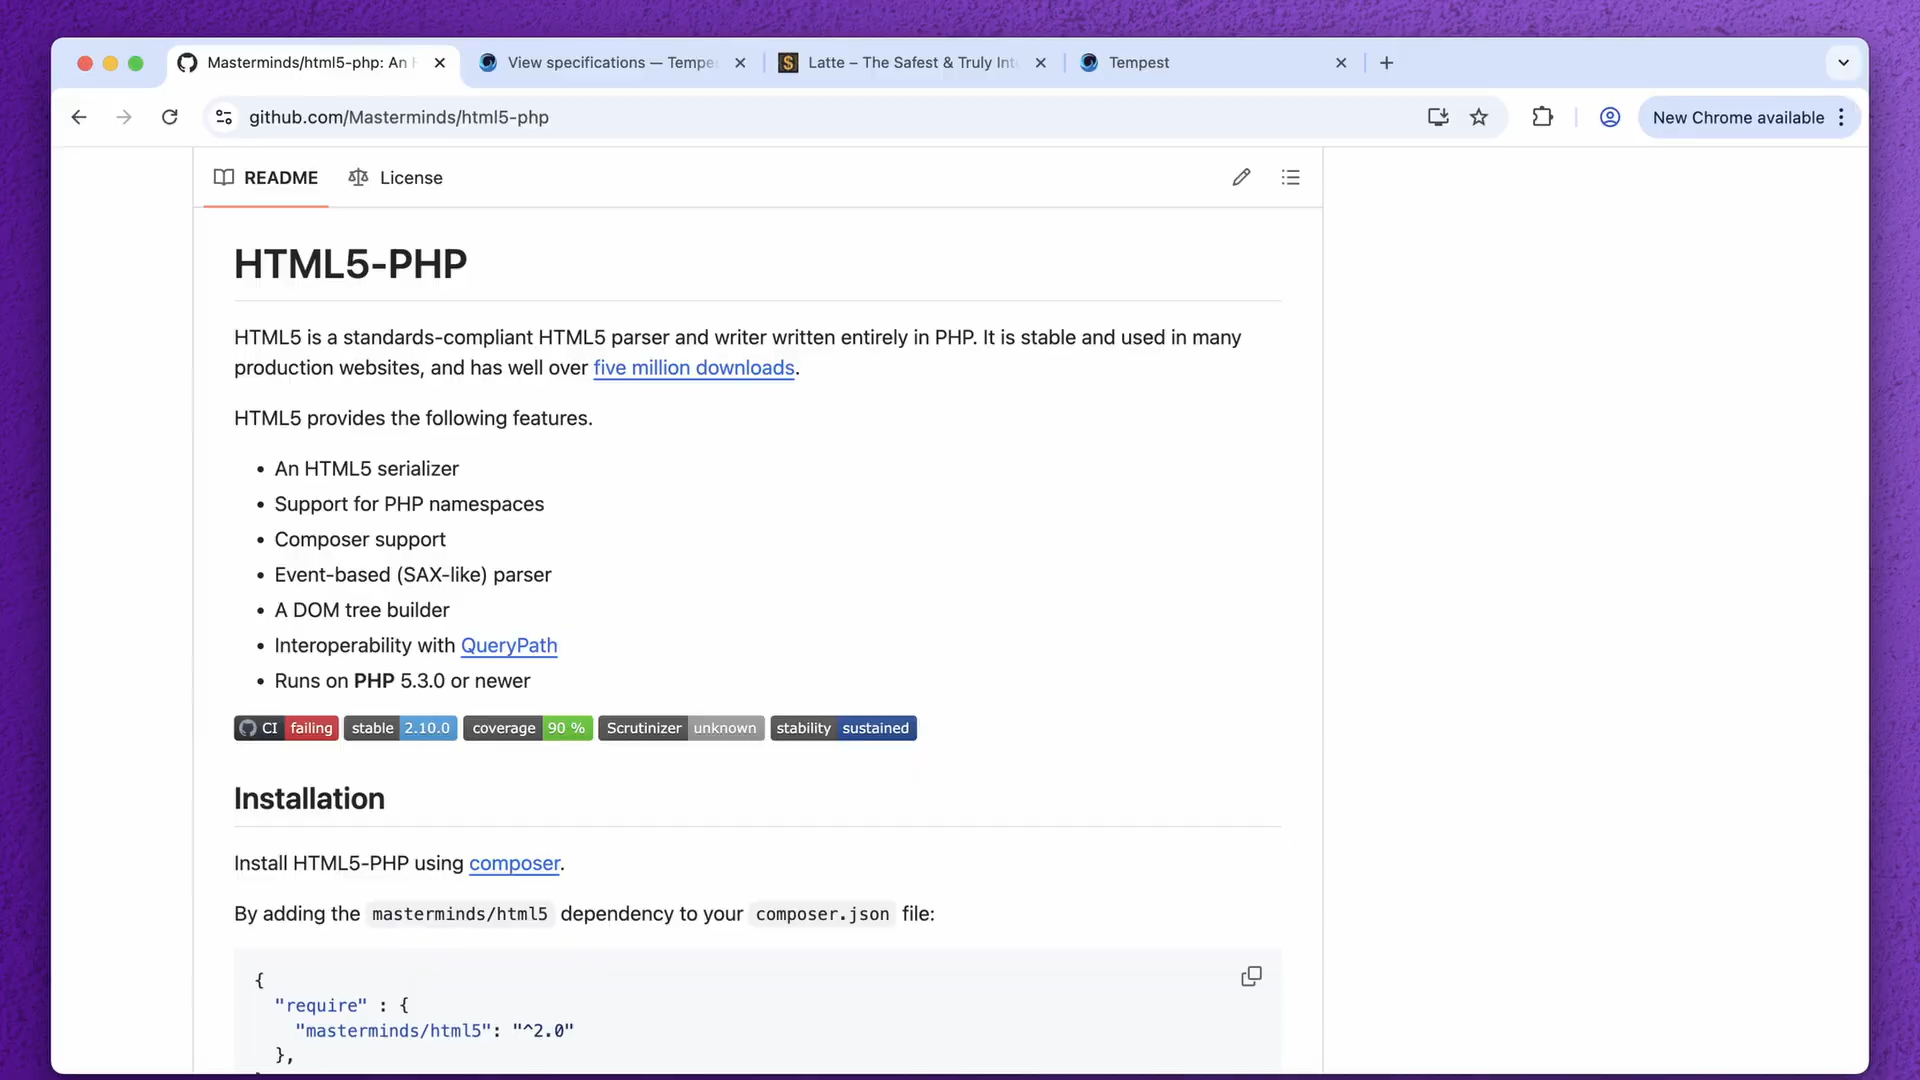 Masterminds/html5-php: An H
View specifications — Tempe
Latte – The Safest & Truly Int
Tempest
github.com/Masterminds/html5-php
New Chrome available
README
License
HTML5-PHP
HTML5 is a standards-compliant HTML5 parser and writer written entirely in PHP. It is stable and used in many
production websites, and has well over five million downloads.
HTML5 provides the following features.
• An HTML5 serializer
• Support for PHP namespaces
• Composer support
• Event-based (SAX-like) parser
• A DOM tree builder
• Interoperability with QueryPath
• Runs on PHP 5.3.0 or newer
CI failing stable 2.10.0 coverage 90 % Scrutinizer unknown stability sustained
Installation
Install HTML5-PHP using composer.
By adding the masterminds/html5 dependency to your composer.json file:
{
"require" : {
"masterminds/html5": "^2.0"
},